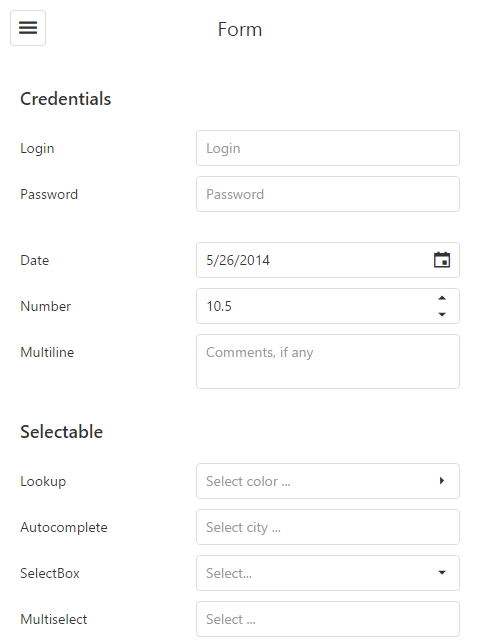 Form
Credentials
Login Login
Password Password
Date 5/26/2014
Number 10.5
Multiline Comments, if any
Selectable
Lookup Select color ...
Autocomplete Select city ...
SelectBox Select...
Multiselect Select ...